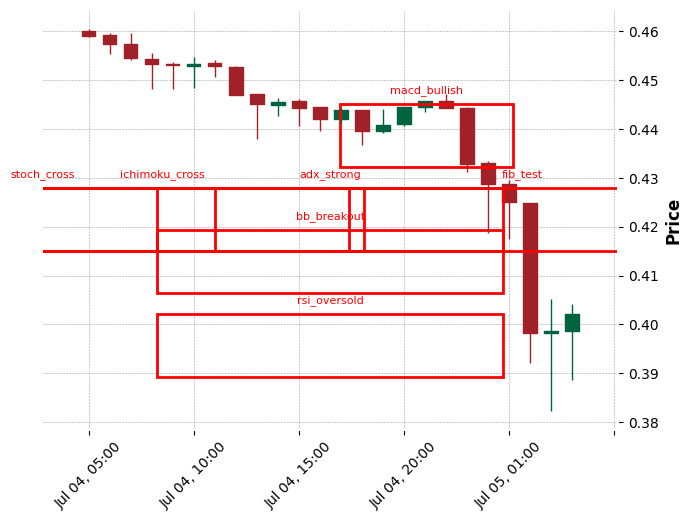 0.46
0.45
macd_bullish
0.44
0.43
stoch_cross ichimoku_cross adx_strong fib_test
0.42
bb_breakout
Price
0.41
rsi_oversold
0.40
0.39
0.38
Jul 04, 05:00 Jul 04, 10:00 Jul 04, 15:00 Jul 04, 20:00 Jul 05, 01:00